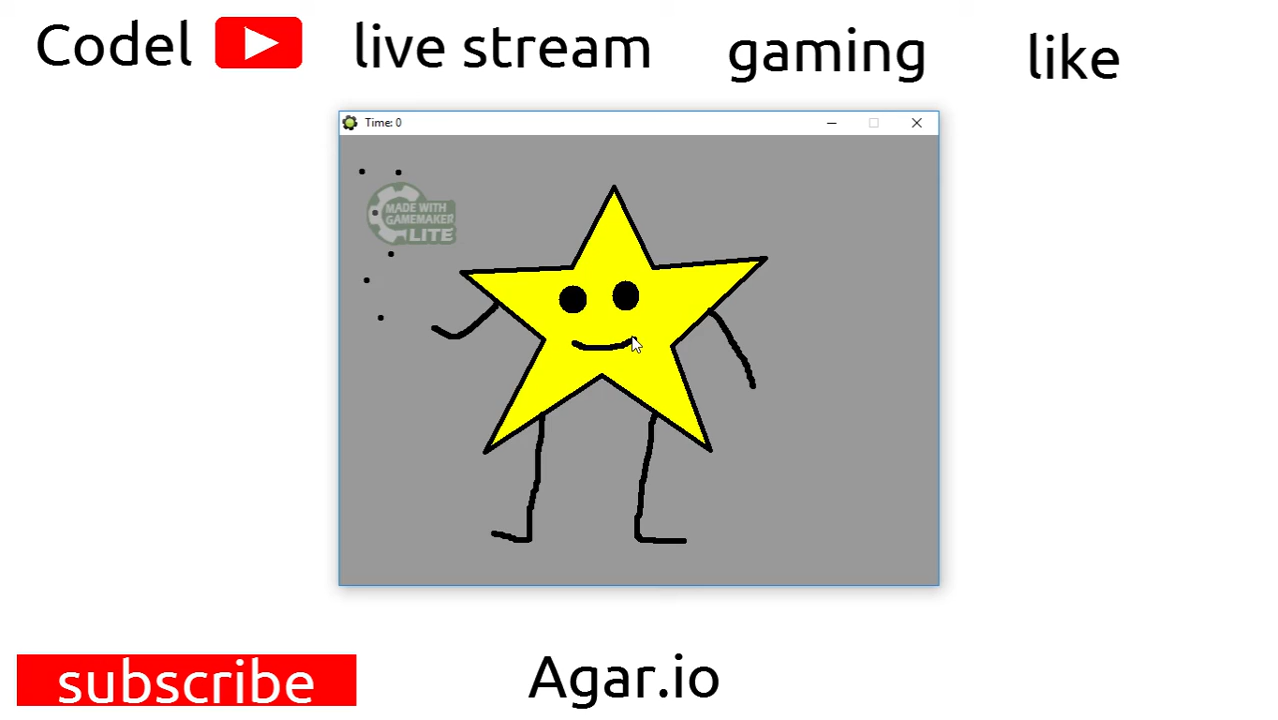 Codel live stream gaming like
Time: 0
MADE WITH
GAMEMAKER
LITE
subscribe Agar.io